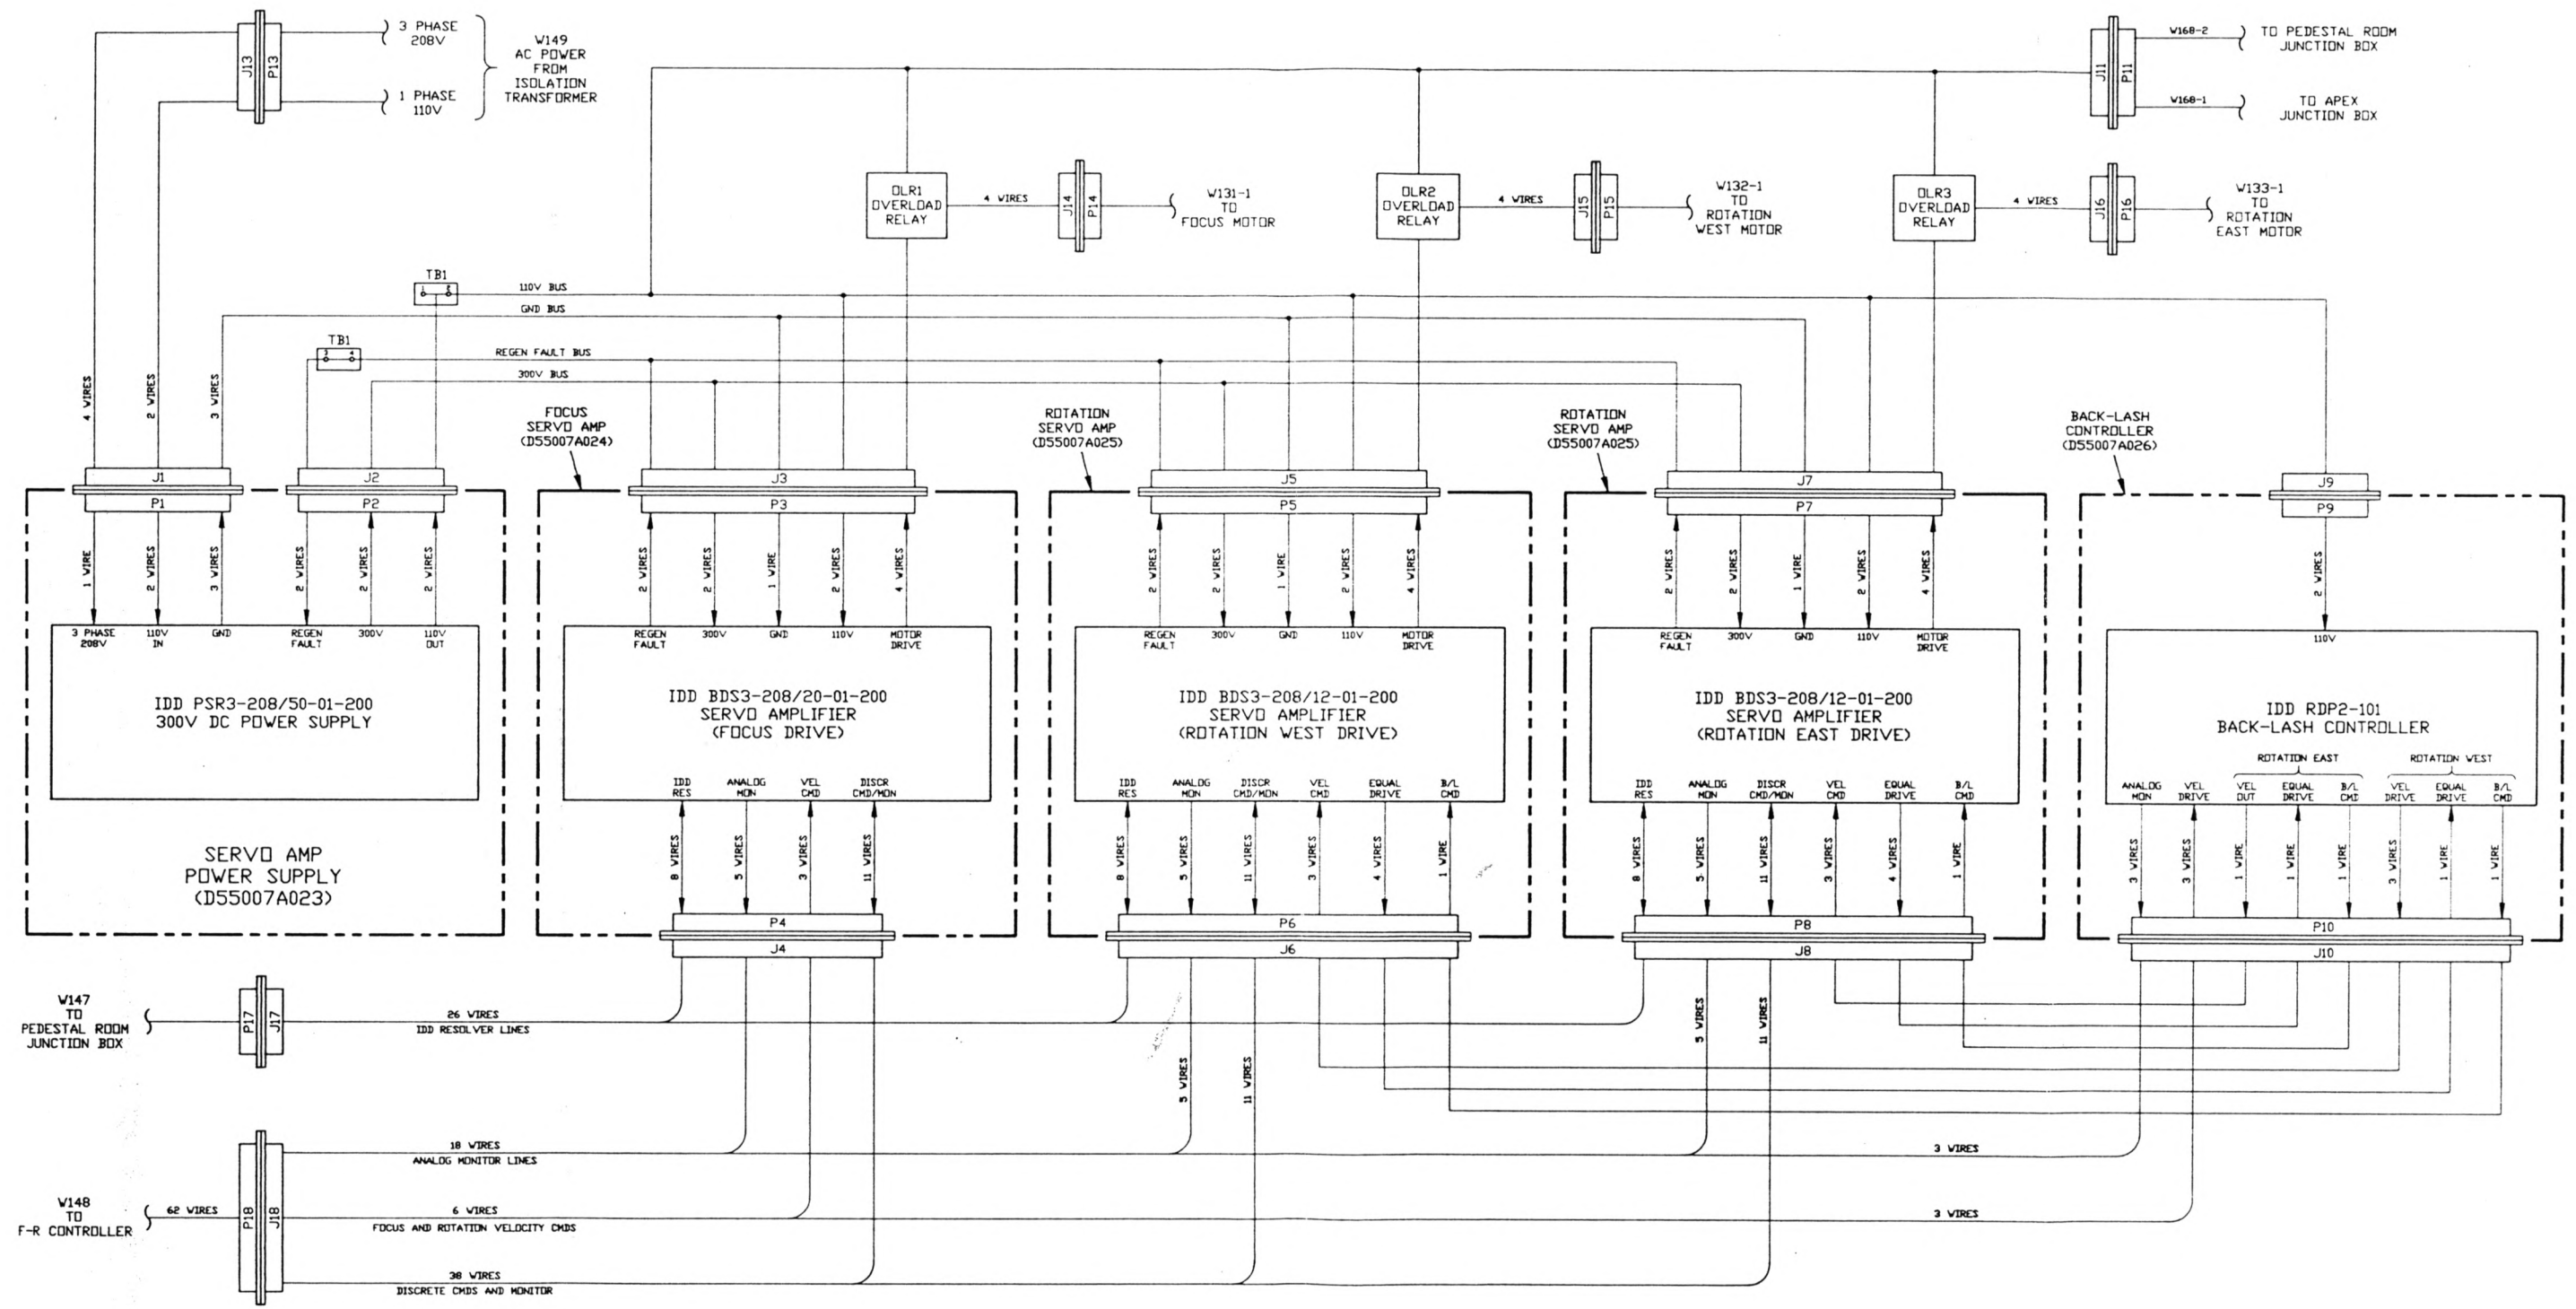 3 PHASE
208V
1 PHASE
110V
J13
P13
W149
AC POWER
FROM
ISOLATION
TRANSFORMER
J11
P11
W168-2
TO PEDESTAL ROOM
JUNCTION BOX
W168-1
TO APEX
JUNCTION BOX
OLR1
OVERLOAD
RELAY
4 WIRES
J14
P14
W131-1
TO
FOCUS MOTOR
OLR2
OVERLOAD
RELAY
4 WIRES
J15
P15
W132-1
TO
ROTATION
WEST MOTOR
OLR3
OVERLOAD
RELAY
4 WIRES
J16
P16
W133-1
TO
ROTATION
EAST MOTOR
TB1
110V BUS
GND BUS
TB1
3 4
REGEN FAULT BUS
300V BUS
4 WIRES
2 WIRES
3 WIRES
FOCUS
SERVO AMP
(D55007A024)
ROTATION
SERVO AMP
(D55007A025)
ROTATION
SERVO AMP
(D55007A025)
BACK-LASH
CONTROLLER
(D55007A026)
J1
P1
J2
P2
J3
P3
J5
P5
J7
P7
J9
P9
1 WIRE
2 WIRES
3 WIRES
2 WIRES
2 WIRES
2 WIRES
2 WIRES
2 WIRES
1 WIRE
2 WIRES
4 WIRES
2 WIRES
2 WIRES
1 WIRE
2 WIRES
4 WIRES
2 WIRES
2 WIRES
1 WIRE
2 WIRES
4 WIRES
2 WIRES
3 PHASE
208V
110V
IN
GND
REGEN
FAULT
300V
110V
OUT
IDD PSR3-208/50-01-200
300V DC POWER SUPPLY
SERVO AMP
POWER SUPPLY
(D55007A023)
REGEN
FAULT
300V
GND
110V
MOTOR
DRIVE
IDD BDS3-208/20-01-200
SERVO AMPLIFIER
(FOCUS DRIVE)
IDD
RES
ANALOG
MON
VEL
CMD
DISCR
CMD/MON
8 WIRES
5 WIRES
3 WIRES
11 WIRES
P4
J4
REGEN
FAULT
300V
GND
110V
MOTOR
DRIVE
IDD BDS3-208/12-01-200
SERVO AMPLIFIER
(ROTATION WEST DRIVE)
IDD
RES
ANALOG
MON
DISCR
CMD/MON
VEL
CMD
EQUAL
DRIVE
B/L
CMD
8 WIRES
5 WIRES
11 WIRES
3 WIRES
4 WIRES
1 WIRE
P6
J6
REGEN
FAULT
300V
GND
110V
MOTOR
DRIVE
IDD BDS3-208/12-01-200
SERVO AMPLIFIER
(ROTATION EAST DRIVE)
IDD
RES
ANALOG
MON
DISCR
CMD/MON
VEL
CMD
EQUAL
DRIVE
B/L
CMD
8 WIRES
5 WIRES
11 WIRES
3 WIRES
4 WIRES
1 WIRE
P8
J8
110V
IDD RDP2-101
BACK-LASH CONTROLLER
ROTATION EAST
ROTATION WEST
ANALOG
MON
VEL
DRIVE
VEL
OUT
EQUAL
DRIVE
B/L
CMD
VEL
DRIVE
EQUAL
DRIVE
B/L
CMD
3 WIRES
3 WIRES
1 WIRE
1 WIRE
1 WIRE
3 WIRES
1 WIRE
1 WIRE
P10
J10
W147
TO
PEDESTAL ROOM
JUNCTION BOX
P17
J17
26 WIRES
IDD RESOLVER LINES
5 WIRES
11 WIRES
5 WIRES
11 WIRES
18 WIRES
ANALOG MONITOR LINES
3 WIRES
W148
TO
F-R CONTROLLER
62 WIRES
P18
J18
6 WIRES
FOCUS AND ROTATION VELOCITY CMDS
3 WIRES
38 WIRES
DISCRETE CMDS AND MONITOR